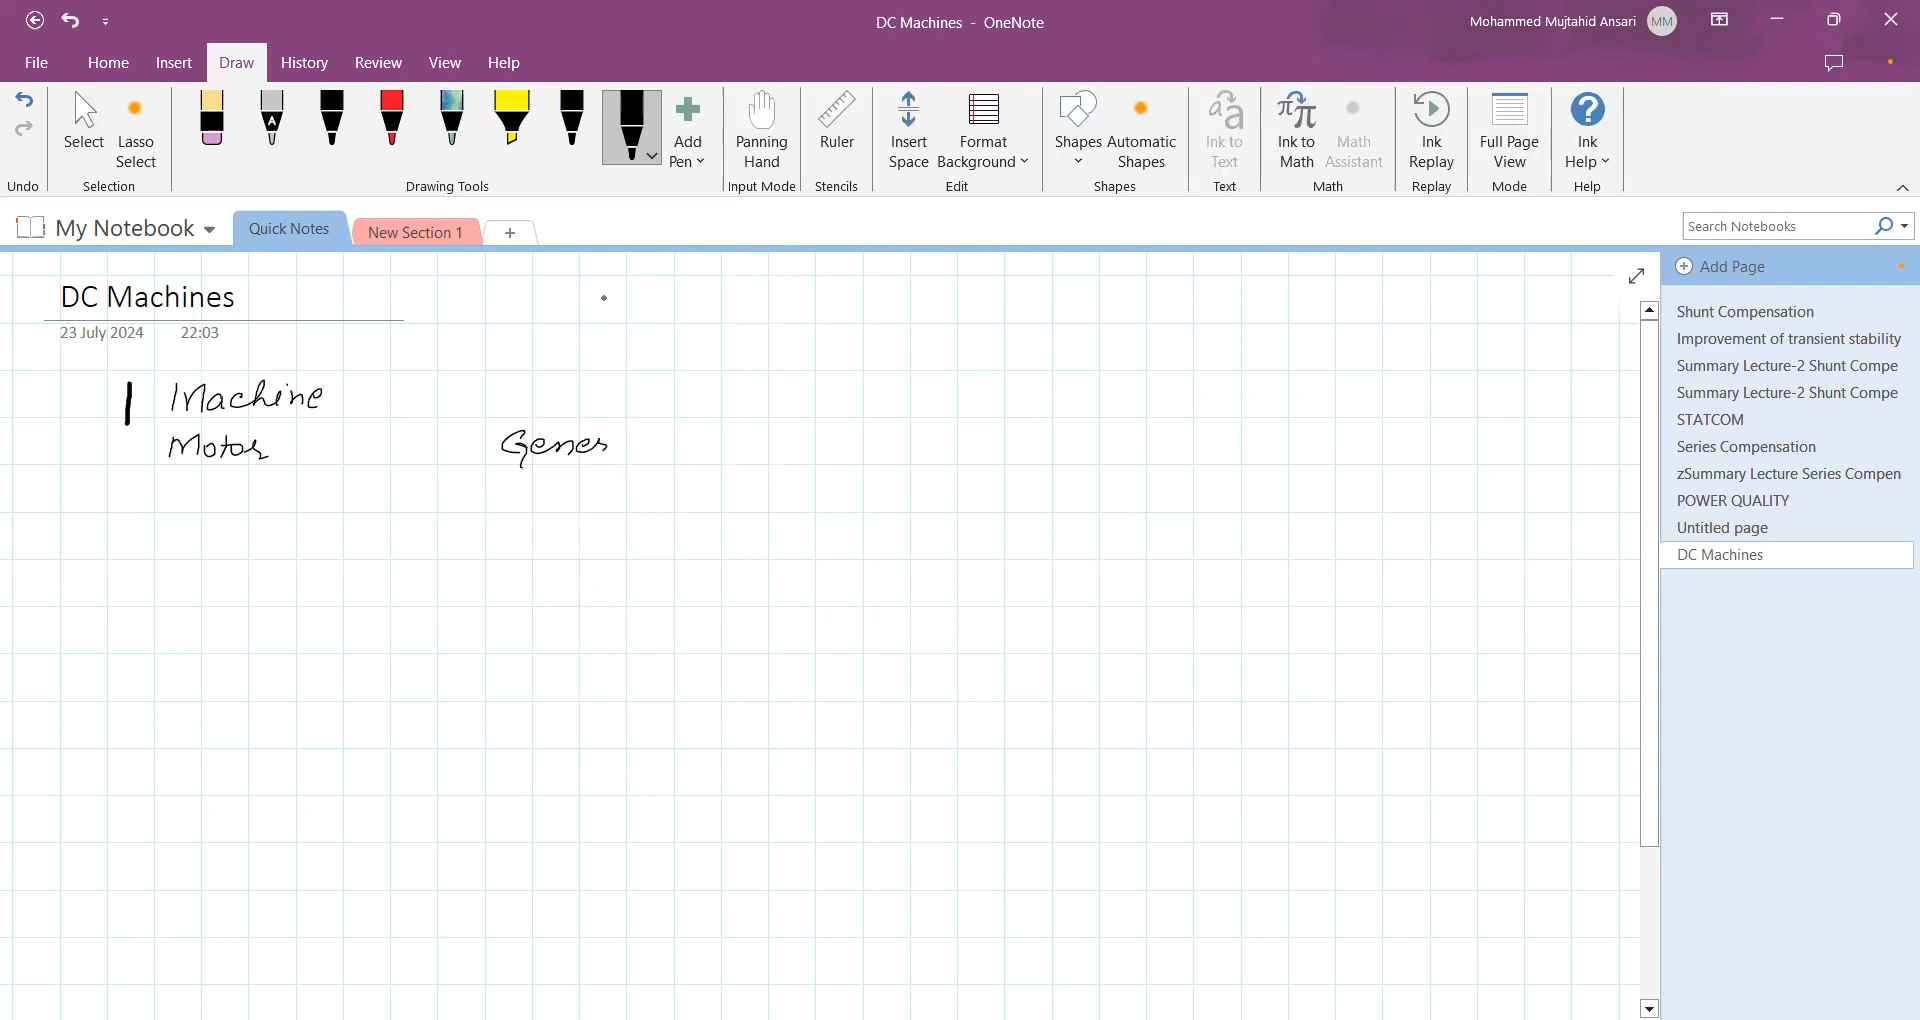 DC Machines - OneNote
Mohammed Mujtahid Ansari MM
File Home Insert Draw History Review View Help
Select
Lasso Select
A
Add Pen
Panning Hand
Ruler
Insert Space
Format Background
Shapes
Automatic Shapes
Ink to Text
Ink to Math
Math Assistant
Ink Replay
Full Page View
Ink Help
Undo Selection Drawing Tools Input Mode Stencils Edit Shapes Text Math Replay Mode Help
My Notebook Quick Notes New Section 1 +
Search Notebooks
DC Machines
23 July 2024 22:03
Machine
Motor Gener
Add Page
Shunt Compensation
Improvement of transient stability
Summary Lecture-2 Shunt Compe
Summary Lecture-2 Shunt Compe
STATCOM
Series Compensation
zSummary Lecture Series Compen
POWER QUALITY
Untitled page
DC Machines